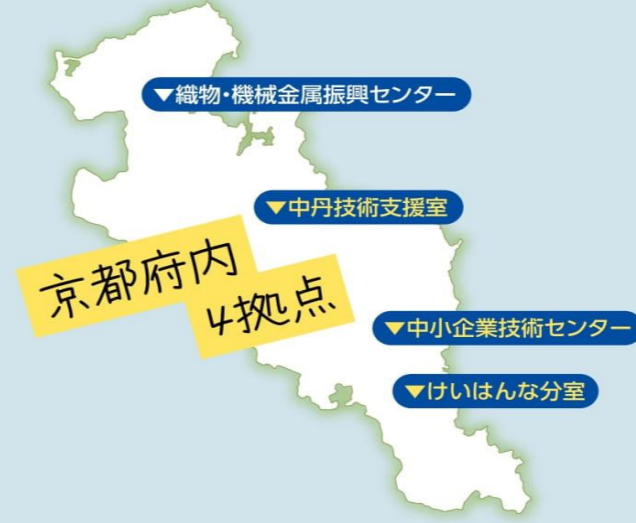 ▼織物・機械金属振興センター
▼中丹技術支援室
京都府内
4拠点
▼中小企業技術センター
▼けいはんな分室